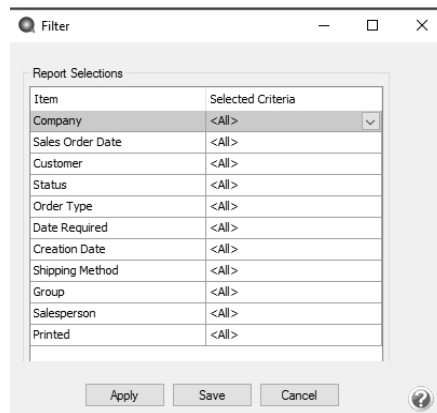 Filter
Report Selections
Item Selected Criteria
Company <All>
Sales Order Date <All>
Customer <All>
Status <All>
Order Type <All>
Date Required <All>
Creation Date <All>
Shipping Method <All>
Group <All>
Salesperson <All>
Printed <All>
Apply Save Cancel ?